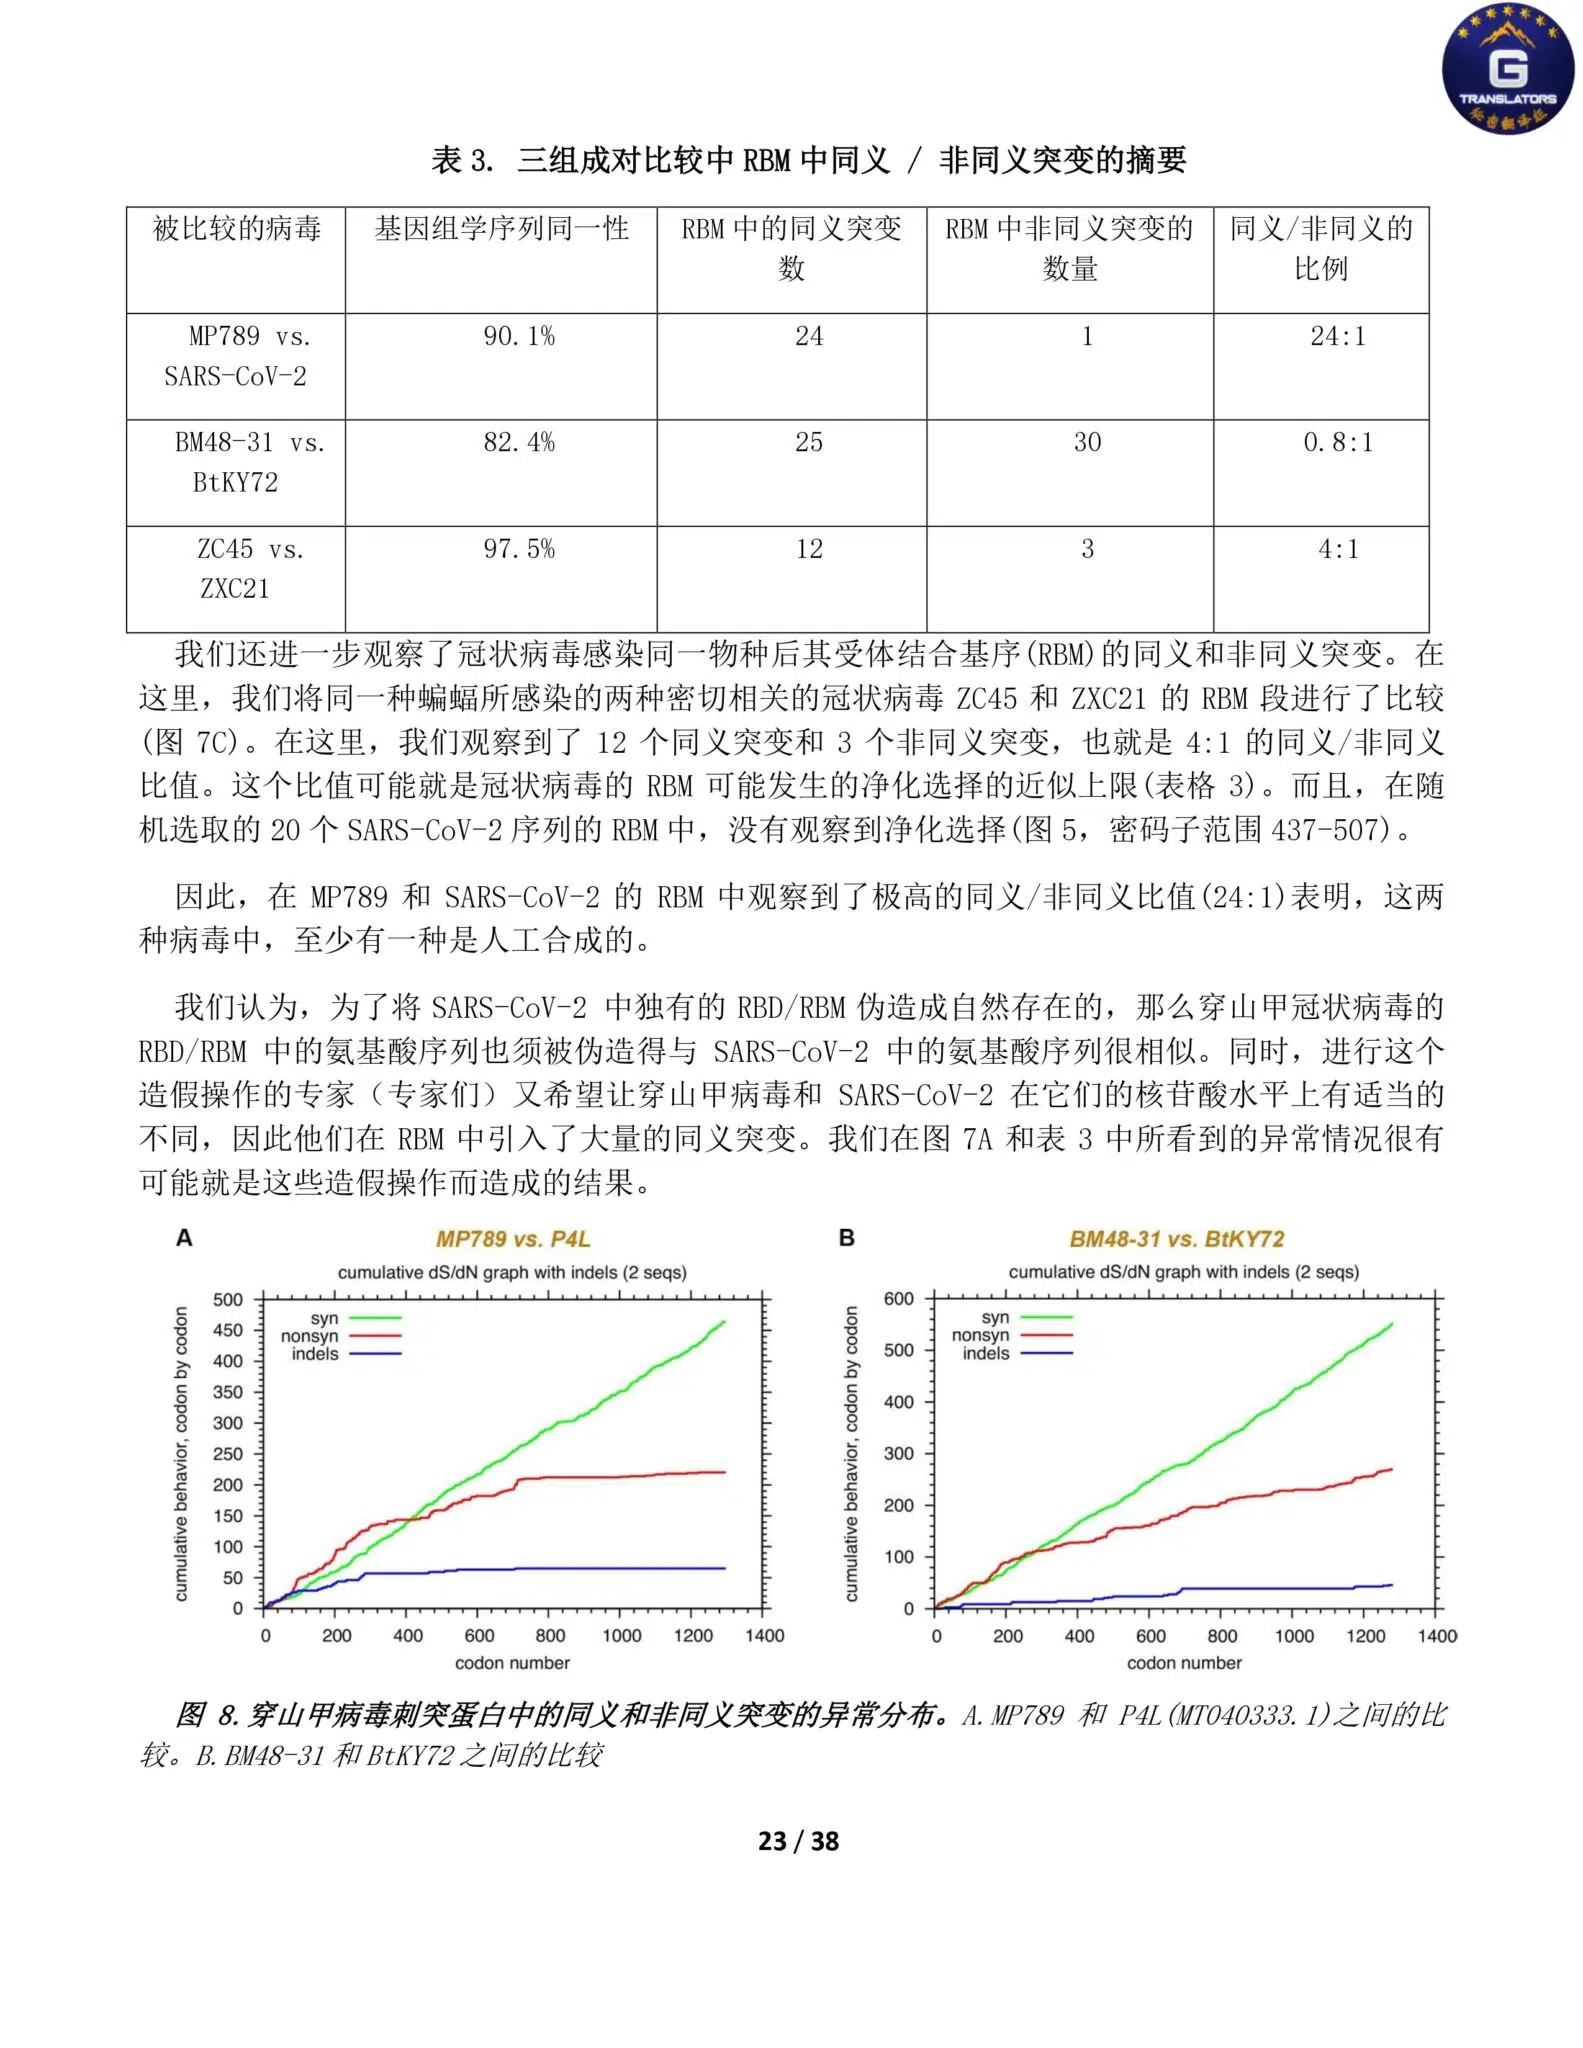 G
TRANSLATORS
秘密翻译组
表 3. 三组成对比较中 RBM 中同义 / 非同义突变的摘要
被比较的病毒 基因组学序列同一性 RBM 中的同义突变 RBM 中非同义突变的 同义/非同义的
数 数量 比例
MP789 vs. 90.1% 24 1 24:1
SARS-CoV-2
BM48-31 vs. 82.4% 25 30 0.8:1
BtKY72
ZC45 vs. 97.5% 12 3 4:1
ZXC21
我们还进一步观察了冠状病毒感染同一物种后其受体结合基序(RBM)的同义和非同义突变。在
这里，我们将同一种蝙蝠所感染的两种密切相关的冠状病毒 ZC45 和 ZXC21 的 RBM 段进行了比较
(图 7C)。在这里，我们观察到了 12 个同义突变和 3 个非同义突变，也就是 4:1 的同义/非同义
比值。这个比值可能就是冠状病毒的 RBM 可能发生的净化选择的近似上限(表格 3)。而且，在随
机选取的 20 个 SARS-CoV-2 序列的 RBM 中，没有观察到净化选择(图 5，密码子范围 437-507)。
因此，在 MP789 和 SARS-CoV-2 的 RBM 中观察到了极高的同义/非同义比值(24:1)表明，这两
种病毒中，至少有一种是人工合成的。
我们认为，为了将 SARS-CoV-2 中独有的 RBD/RBM 伪造成自然存在的，那么穿山甲冠状病毒的
RBD/RBM 中的氨基酸序列也须被伪造得与 SARS-CoV-2 中的氨基酸序列很相似。同时，进行这个
造假操作的专家（专家们）又希望让穿山甲病毒和 SARS-CoV-2 在它们的核苷酸水平上有适当的
不同，因此他们在 RBM 中引入了大量的同义突变。我们在图 7A 和表 3 中所看到的异常情况很有
可能就是这些造假操作而造成的结果。
A MP789 vs. P4L
cumulative dS/dN graph with indels (2 seqs)
cumulative behavior, codon by codon
500
450
400
350
300
250
200
150
100
50
0
syn
nonsyn
indels
0 200 400 600 800 1000 1200 1400
codon number
B BM48-31 vs. BtKY72
cumulative dS/dN graph with indels (2 seqs)
cumulative behavior, codon by codon
600
500
400
300
200
100
0
syn
nonsyn
indels
0 200 400 600 800 1000 1200 1400
codon number
图 8. 穿山甲病毒刺突蛋白中的同义和非同义突变的异常分布。A. MP789 和 P4L(MT040333.1)之间的比
较。B. BM48-31 和 BtKY72 之间的比较
23 / 38